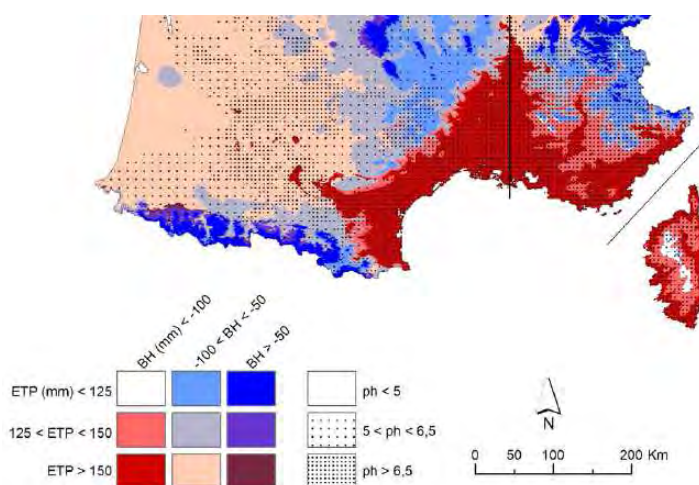 BH (mm) < -100
-100 < BH < -50
BH > -50
ETP (mm) < 125
125 < ETP < 150
ETP > 150
ph < 5
5 < ph < 6,5
ph > 6,5
N
0 50 100 200 Km